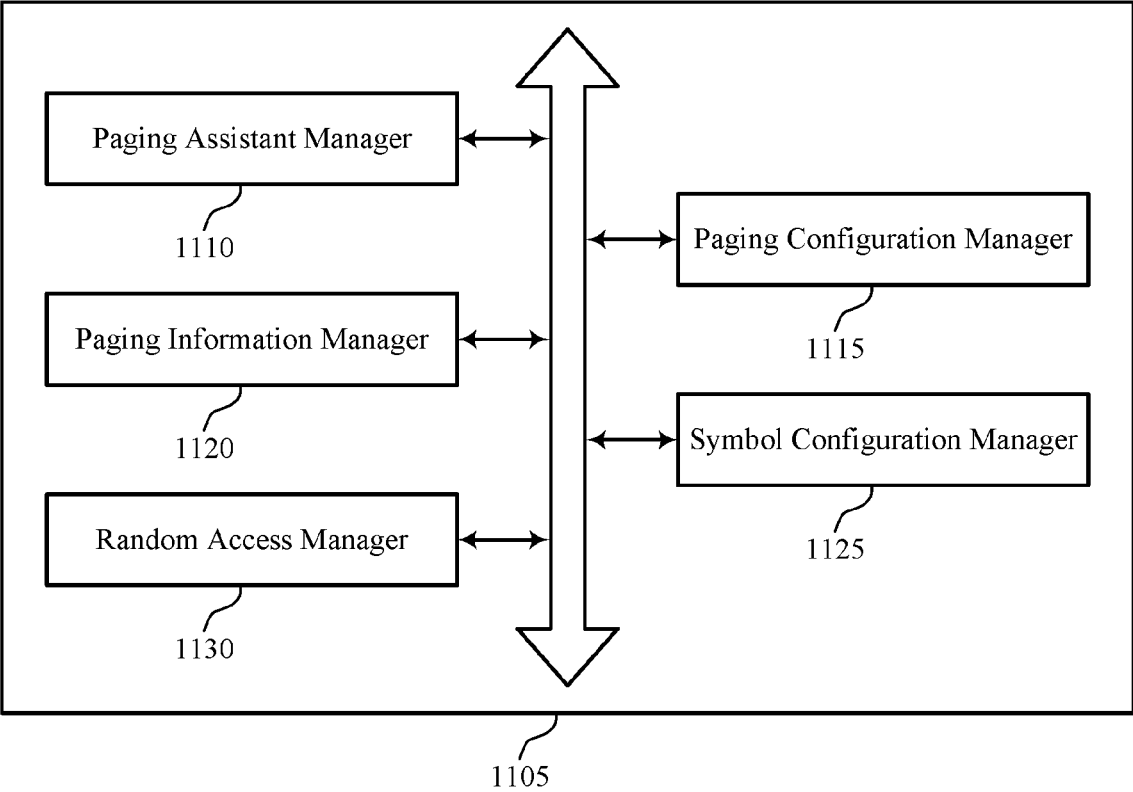 Paging Assistant Manager
1110
Paging Configuration Manager
1115
Paging Information Manager
1120
Symbol Configuration Manager
1125
Random Access Manager
1130
1105